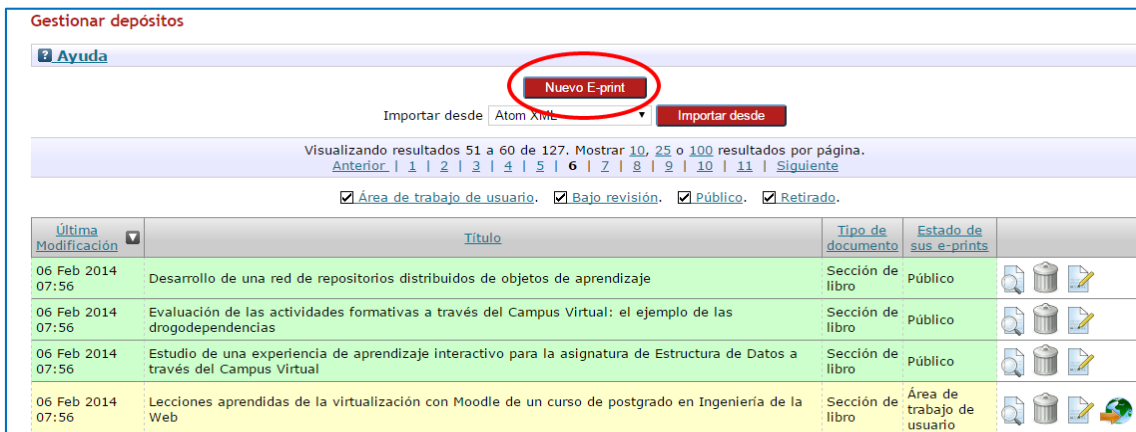 Gestionar depósitos
Ayuda
Nuevo E-print
Importar desde Atom XML Importar desde
Visualizando resultados 51 a 60 de 127. Mostrar 10, 25 o 100 resultados por página.
Anterior | 1 | 2 | 3 | 4 | 5 | 6 | 7 | 8 | 9 | 10 | 11 | Siguiente
Área de trabajo de usuario. Bajo revisión. Público. Retirado.
Última Modificación Título Tipo de documento Estado de sus e-prints
06 Feb 2014 07:56 Desarrollo de una red de repositorios distribuidos de objetos de aprendizaje Sección de libro Público
06 Feb 2014 07:56 Evaluación de las actividades formativas a través del Campus Virtual: el ejemplo de las drogodependencias Sección de libro Público
06 Feb 2014 07:56 Estudio de una experiencia de aprendizaje interactivo para la asignatura de Estructura de Datos a través del Campus Virtual Sección de libro Público
06 Feb 2014 07:56 Lecciones aprendidas de la virtualización con Moodle de un curso de postgrado en Ingeniería de la Web Sección de libro Área de trabajo de usuario